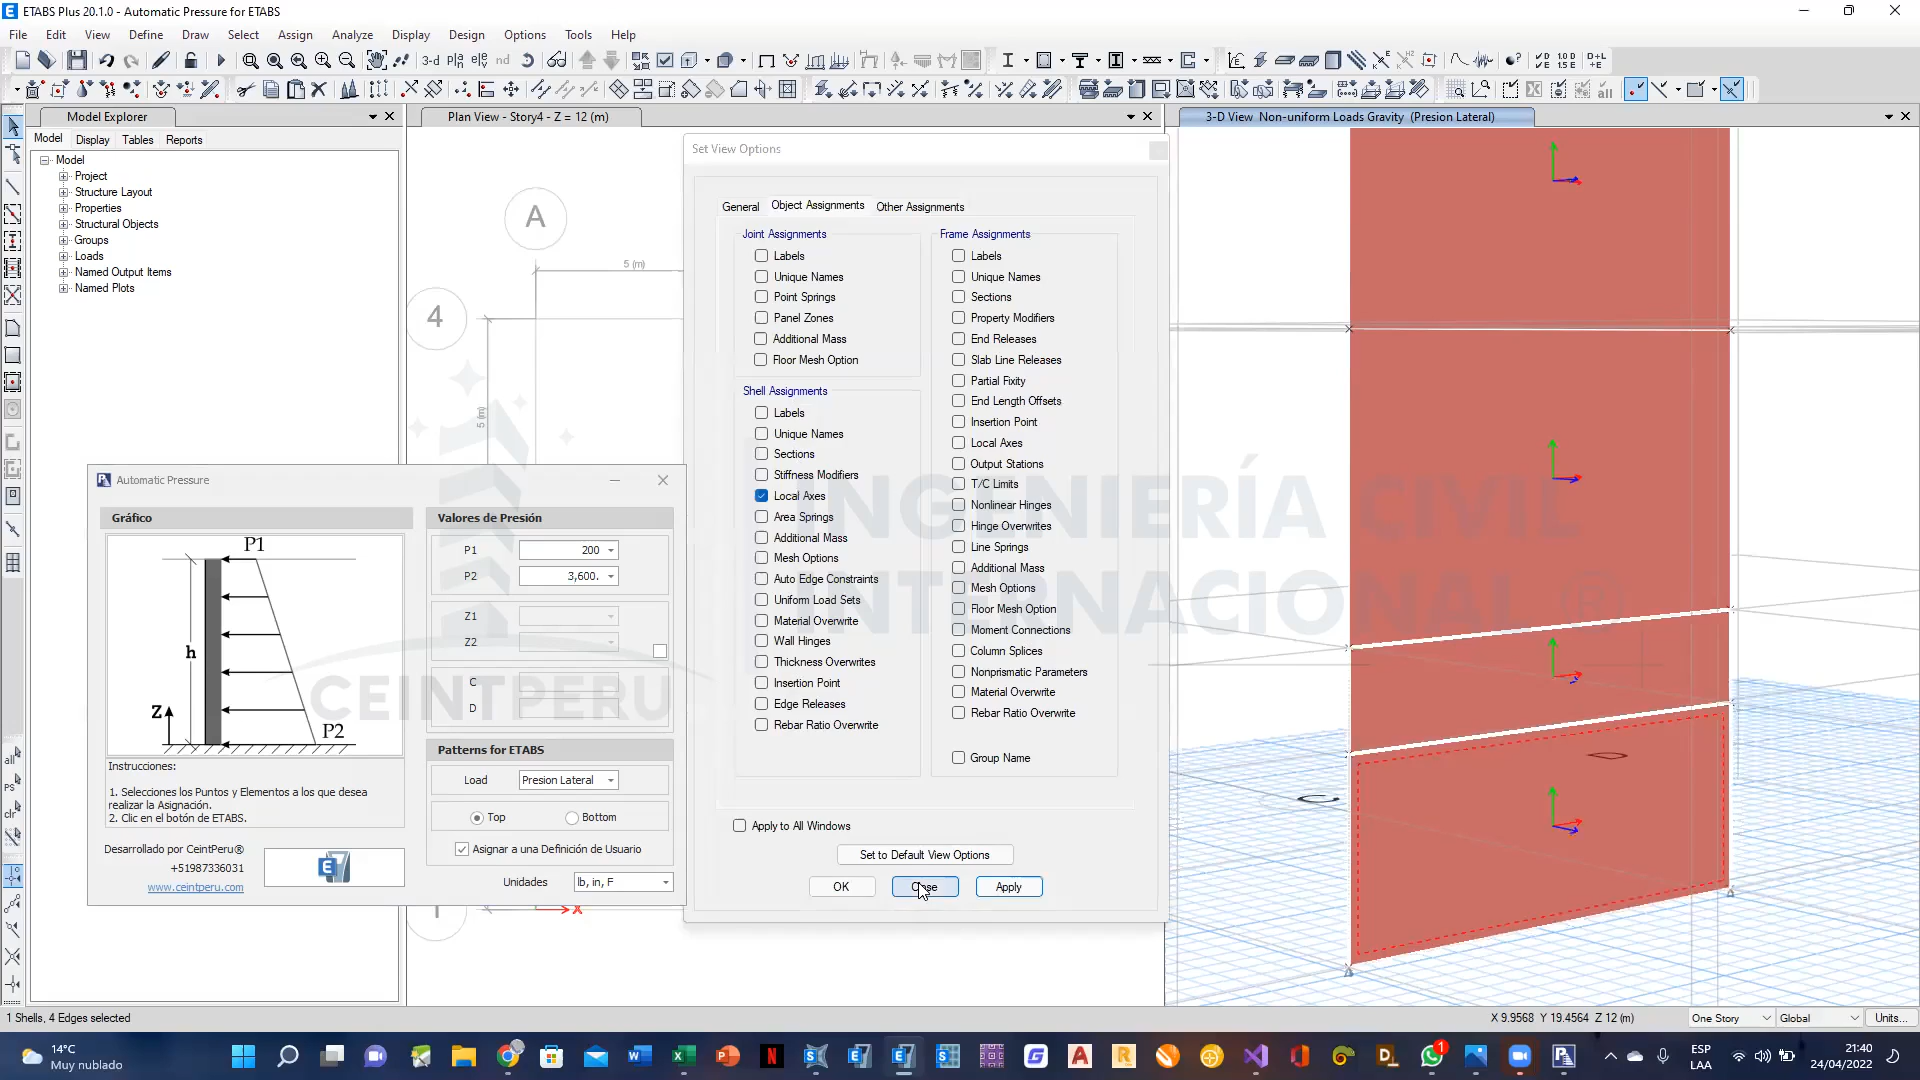 ETABS Plus 20.1.0 - Automatic Pressure for ETABS
File Edit View Define Draw Select Assign Analyze Display Design Options Tools Help
3-d
nd
D+L
+E
Model Explorer
Plan View - Story4 - Z = 12 (m)
3-D View Non-uniform Loads Gravity (Presion Lateral)
Model Display Tables Reports
Model
Project
Structure Layout
Properties
Structural Objects
Groups
Loads
Named Output Items
Named Plots
A
5 (m)
4
5 (m)
Set View Options
General Object Assignments Other Assignments
Joint Assignments
Labels
Unique Names
Point Springs
Panel Zones
Additional Mass
Floor Mesh Option
Shell Assignments
Labels
Unique Names
Sections
Stiffness Modifiers
Local Axes
Area Springs
Additional Mass
Mesh Options
Auto Edge Constraints
Uniform Load Sets
Material Overwrite
Wall Hinges
Thickness Overwrites
Insertion Point
Edge Releases
Rebar Ratio Overwrite
Frame Assignments
Labels
Unique Names
Sections
Property Modifiers
End Releases
Slab Line Releases
Partial Fixity
End Length Offsets
Insertion Point
Local Axes
Output Stations
T/C Limits
Nonlinear Hinges
Hinge Overwrites
Line Springs
Additional Mass
Mesh Options
Floor Mesh Option
Moment Connections
Column Splices
Nonprismatic Parameters
Material Overwrite
Rebar Ratio Overwrite
Group Name
Apply to All Windows
Set to Default View Options
OK Close Apply
Automatic Pressure
Gráfico
P1
h
Z
P2
Instrucciones:
1. Selecciones los Puntos y Elementos a los que desea
realizar la Asignación.
2. Clic en el botón de ETABS.
Desarrollado por CeintPeru®
+51987336031
www.ceintperu.com
Valores de Presión
P1 200
P2 3,600.
Z1
Z2
C
D
Patterns for ETABS
Load Presion Lateral
Top Bottom
Asignar a una Definición de Usuario
Unidades lb, in, F
X
INGENIERÍA CIVIL
INTERNACIONAL ®
CEINTPERU
all
PS
clr
1 Shells, 4 Edges selected
X 9.9568 Y 19.4564 Z 12 (m)
One Story Global Units...
14°C
Muy nublado
1
ESP
LAA
21:40
24/04/2022